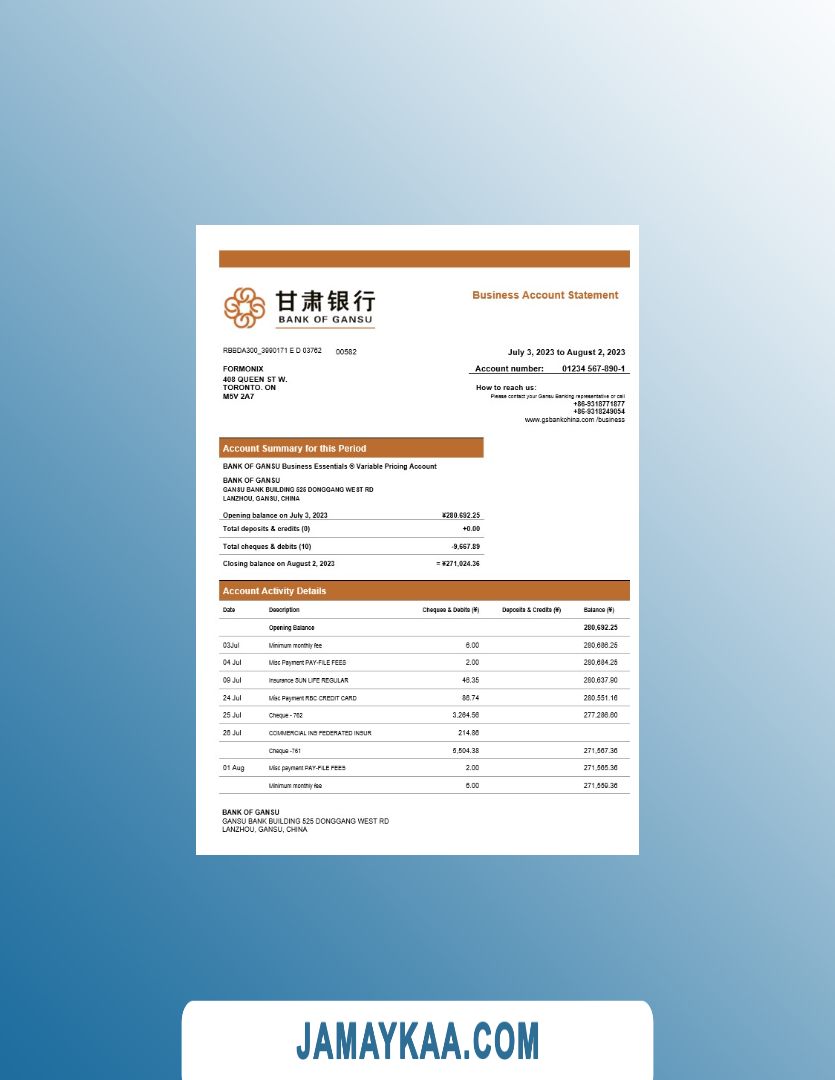 甘肃银行
BANK OF GANSU
Business Account Statement
RBBDA300_3990171 E D 03762 00582
July 3, 2023 to August 2, 2023
FORMONIX
408 QUEEN ST W.
TORONTO. ON
M5V 2A7
Account number: 01234 567-890-1
How to reach us:
Please contact your Gansu Banking representative or call
+86-9318771877
+86-9318249054
www.gsbankchina.com /business
Account Summary for this Period
BANK OF GANSU Business Essentials ® Variable Pricing Account
BANK OF GANSU
GANSU BANK BUILDING 525 DONGGANG WEST RD
LANZHOU, GANSU, CHINA
Opening balance on July 3, 2023 ¥280.692.25
Total deposits & credits (0) +0.00
Total cheques & debits (10) -9,667.89
Closing balance on August 2, 2023 = ¥271,024.36
Account Activity Details
Date Description Cheques & Debits (¥) Deposits & Credits (¥) Balance (¥)
Opening Balance 280,692.25
03Jul Minimum monthly fee 6.00 280,686.25
04 Jul Misc Payment PAY-FILE FEES 2.00 280,684.25
09 Jul Insurance SUN LIFE REGULAR 46.35 280,637.90
24 Jul Misc Payment RBC CREDIT CARD 86.74 280,551.16
25 Jul Cheque - 762 3,264.56 277,286.60
26 Jul COMMERCIAL INS FEDERATED INSUR 214.86
Cheque -761 5,504.38 271,567.36
01 Aug Misc payment PAY-FILE FEES 2.00 271,565.36
Minimum monthly fee 6.00 271,559.36
BANK OF GANSU
GANSU BANK BUILDING 525 DONGGANG WEST RD
LANZHOU, GANSU, CHINA
JAMAYKAA.COM